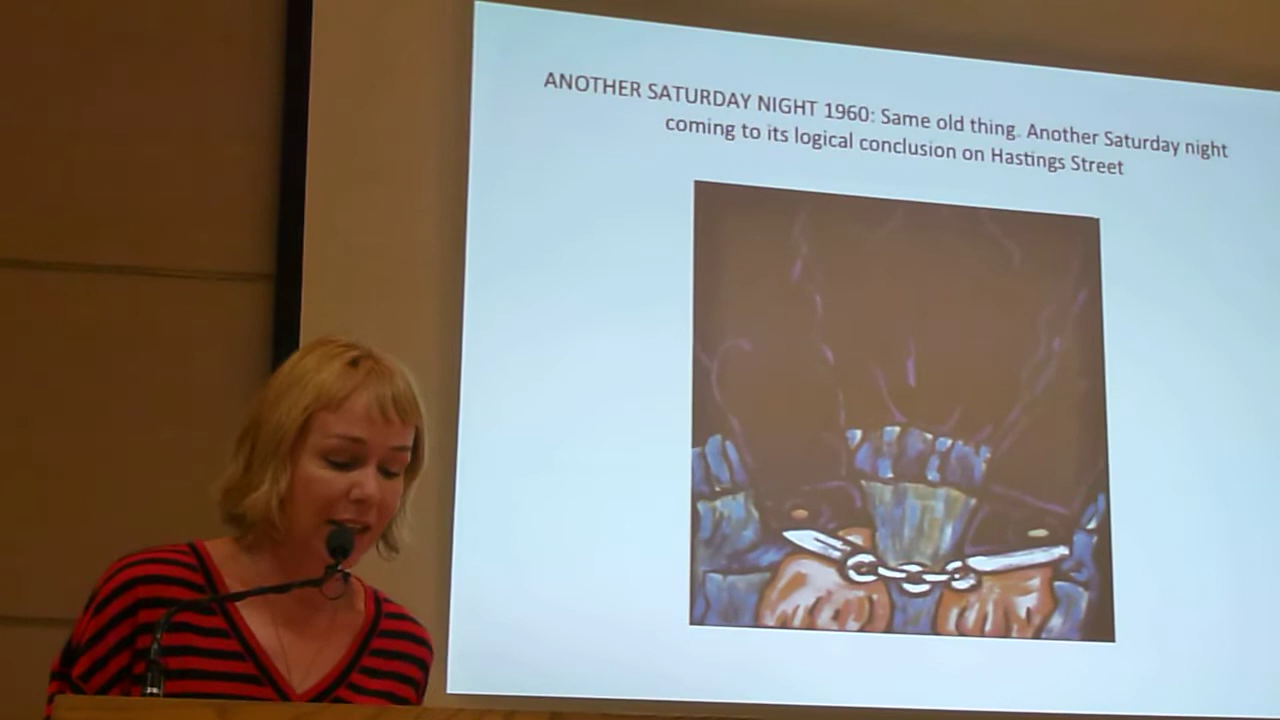 ANOTHER SATURDAY NIGHT 1960: Same old thing. Another Saturday night
coming to its logical conclusion on Hastings Street